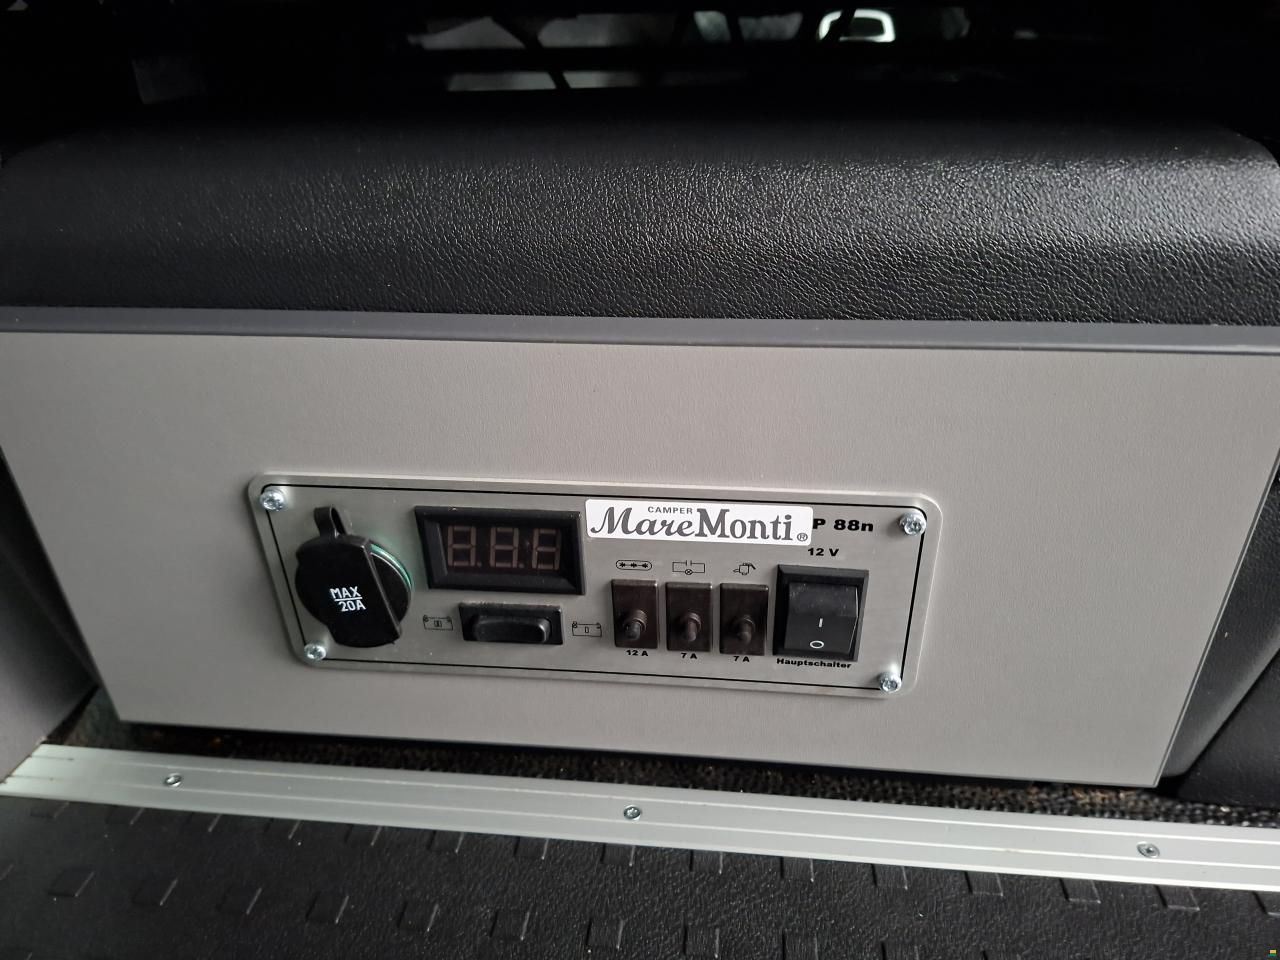 CAMPER
MareMonti®
P 88n
12 V
MAX
20A
12 A
7 A
7 A
Hauptschalter